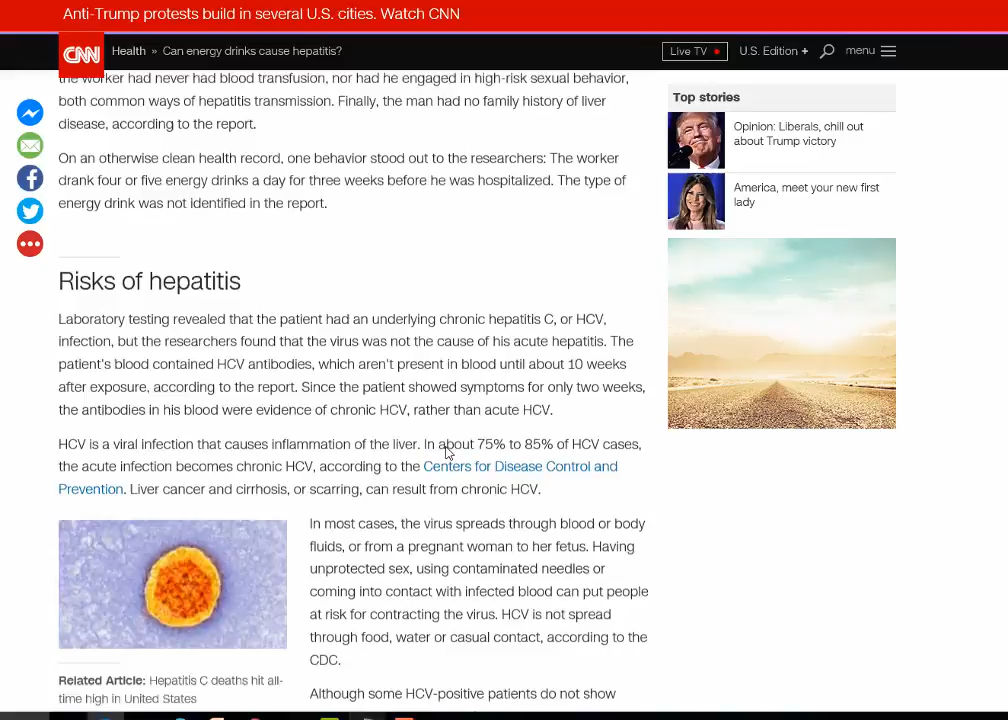 Anti-Trump protests build in several U.S. cities. Watch CNN
CNN
Health » Can energy drinks cause hepatitis?
Live TV
U.S. Edition +
menu
the worker had never had blood transfusion, nor had he engaged in high-risk sexual behavior,
both common ways of hepatitis transmission. Finally, the man had no family history of liver
disease, according to the report.
On an otherwise clean health record, one behavior stood out to the researchers: The worker
drank four or five energy drinks a day for three weeks before he was hospitalized. The type of
energy drink was not identified in the report.
Risks of hepatitis
Laboratory testing revealed that the patient had an underlying chronic hepatitis C, or HCV,
infection, but the researchers found that the virus was not the cause of his acute hepatitis. The
patient's blood contained HCV antibodies, which aren't present in blood until about 10 weeks
after exposure, according to the report. Since the patient showed symptoms for only two weeks,
the antibodies in his blood were evidence of chronic HCV, rather than acute HCV.
HCV is a viral infection that causes inflammation of the liver. In about 75% to 85% of HCV cases,
the acute infection becomes chronic HCV, according to the Centers for Disease Control and
Prevention. Liver cancer and cirrhosis, or scarring, can result from chronic HCV.
In most cases, the virus spreads through blood or body
fluids, or from a pregnant woman to her fetus. Having
unprotected sex, using contaminated needles or
coming into contact with infected blood can put people
at risk for contracting the virus. HCV is not spread
through food, water or casual contact, according to the
CDC.
Although some HCV-positive patients do not show
Related Article: Hepatitis C deaths hit all-
time high in United States
Top stories
Opinion: Liberals, chill out
about Trump victory
America, meet your new first
lady